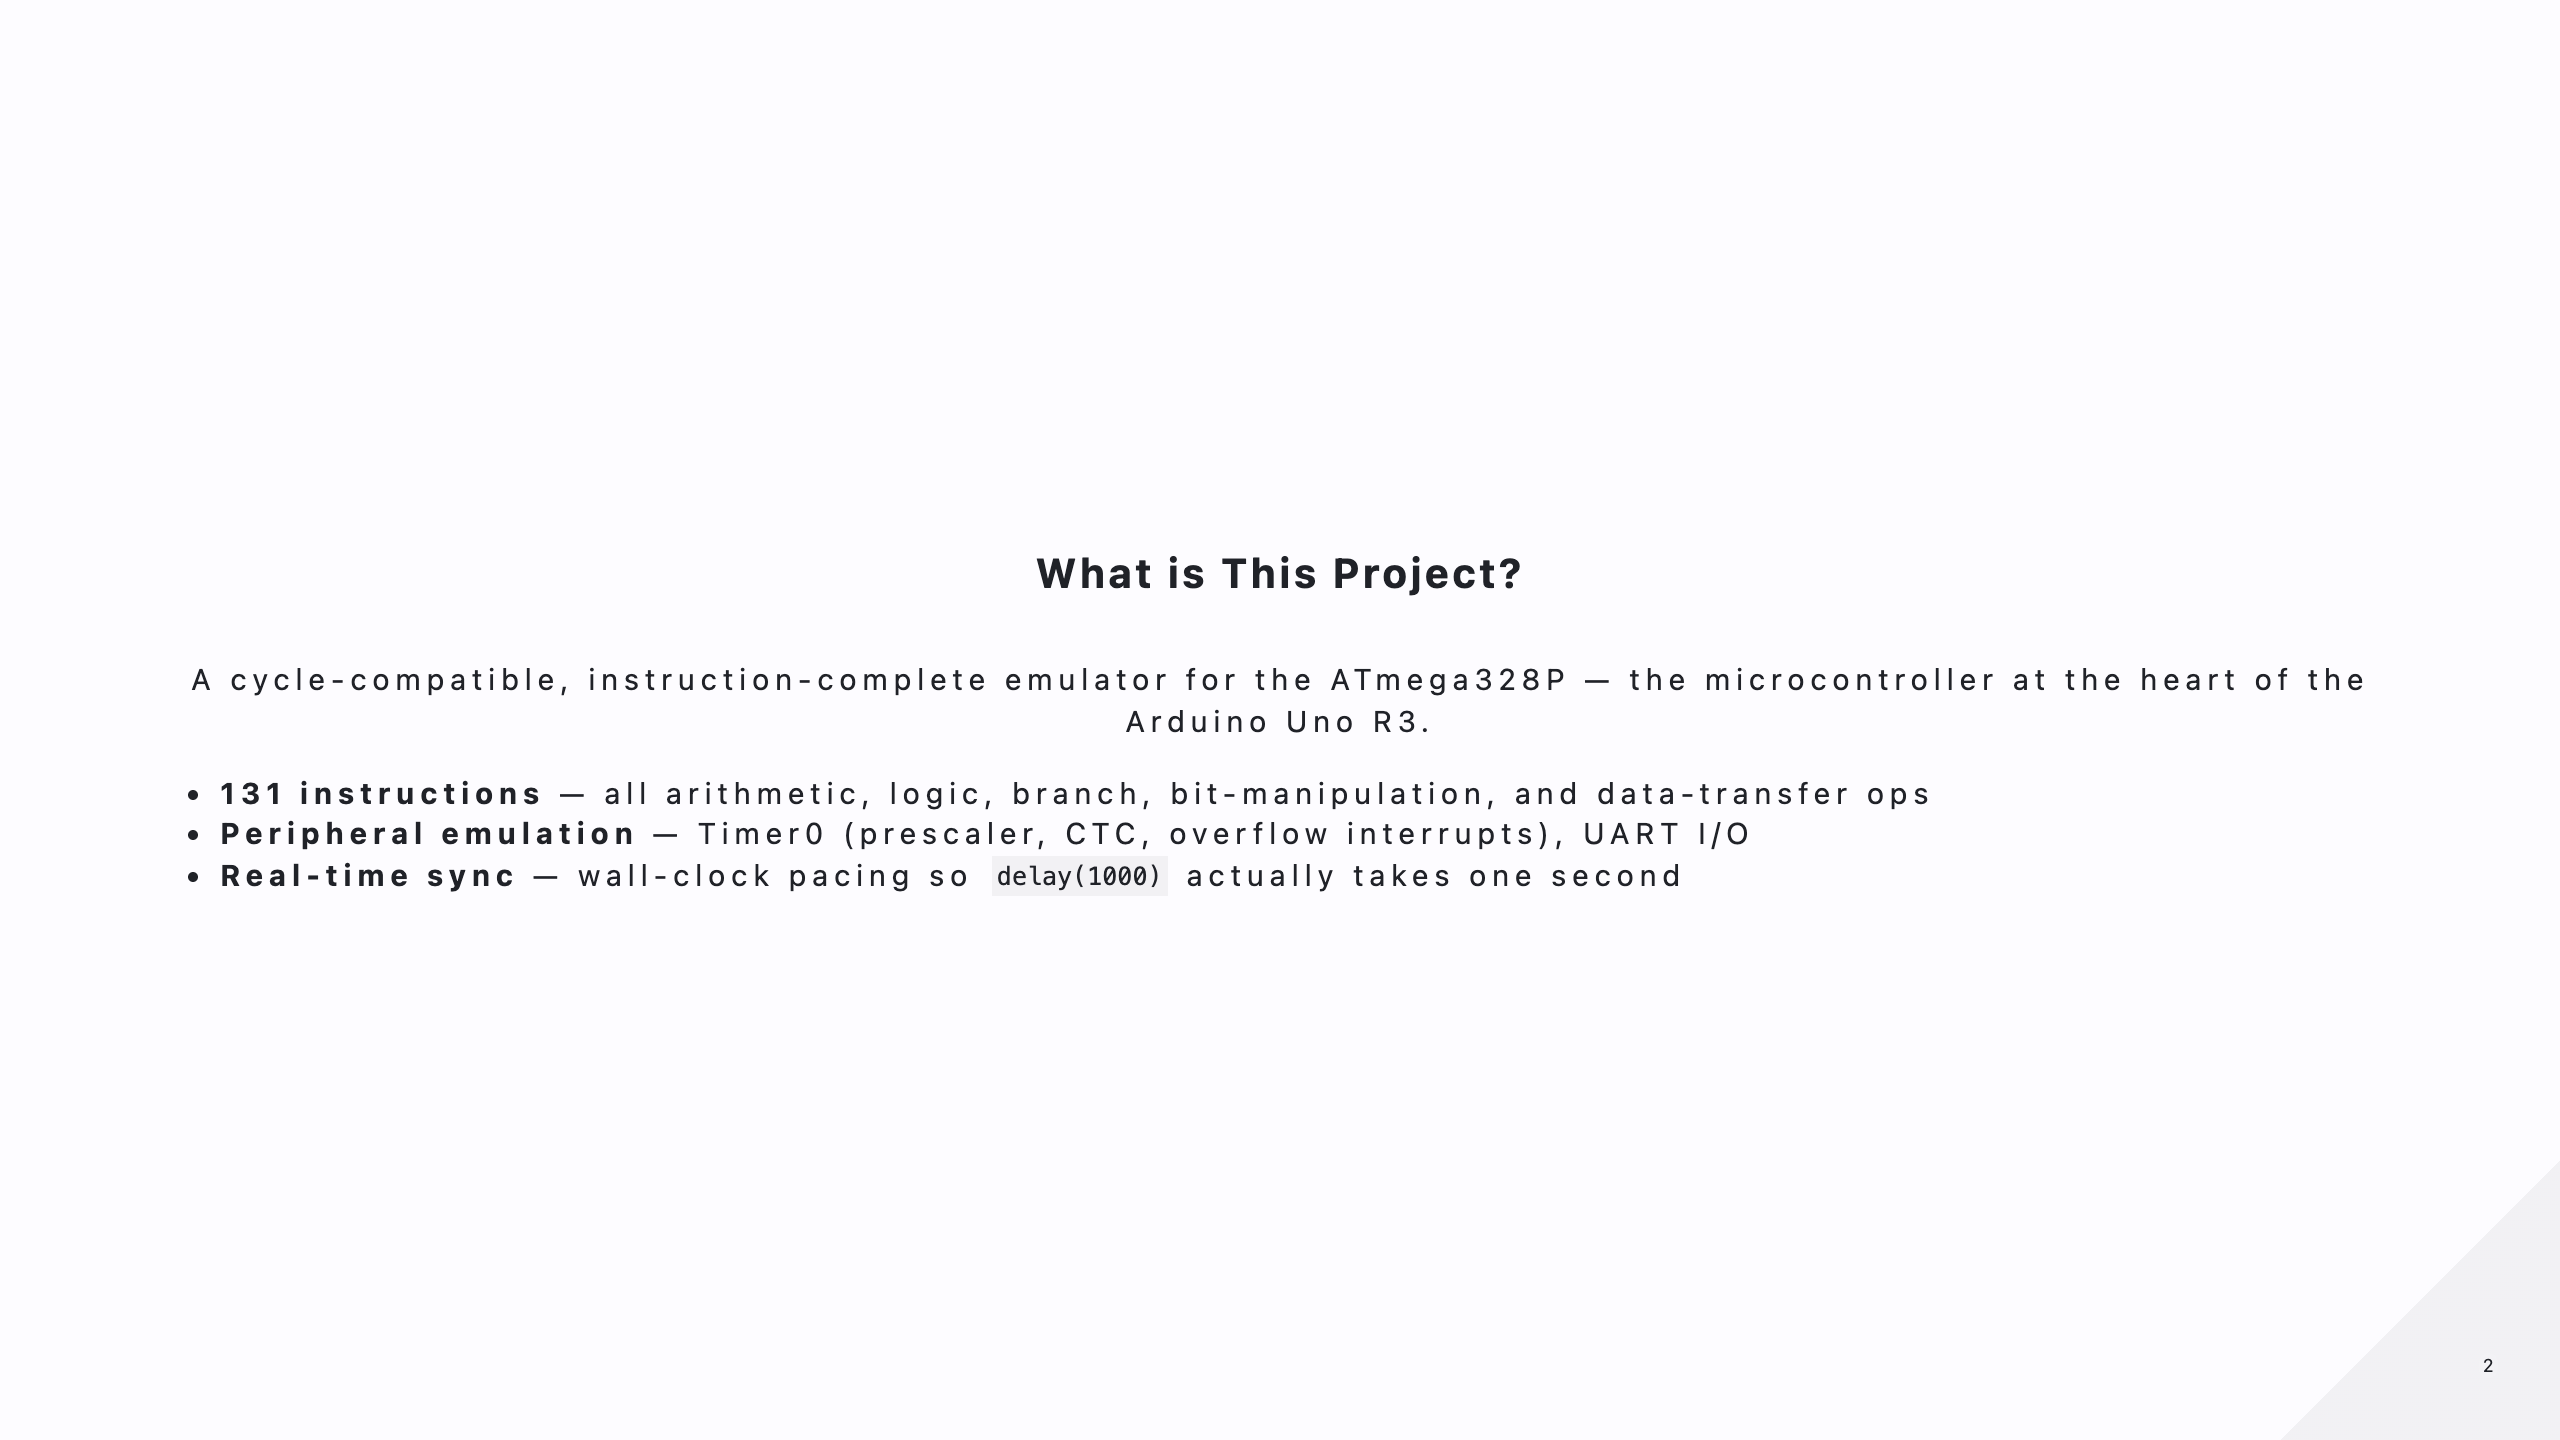 What is This Project?
A cycle-compatible, instruction-complete emulator for the ATmega328P — the microcontroller at the heart of the
Arduino Uno R3.
• 131 instructions — all arithmetic, logic, branch, bit-manipulation, and data-transfer ops
• Peripheral emulation — Timer0 (prescaler, CTC, overflow interrupts), UART I/O
• Real-time sync — wall-clock pacing so delay(1000) actually takes one second
2